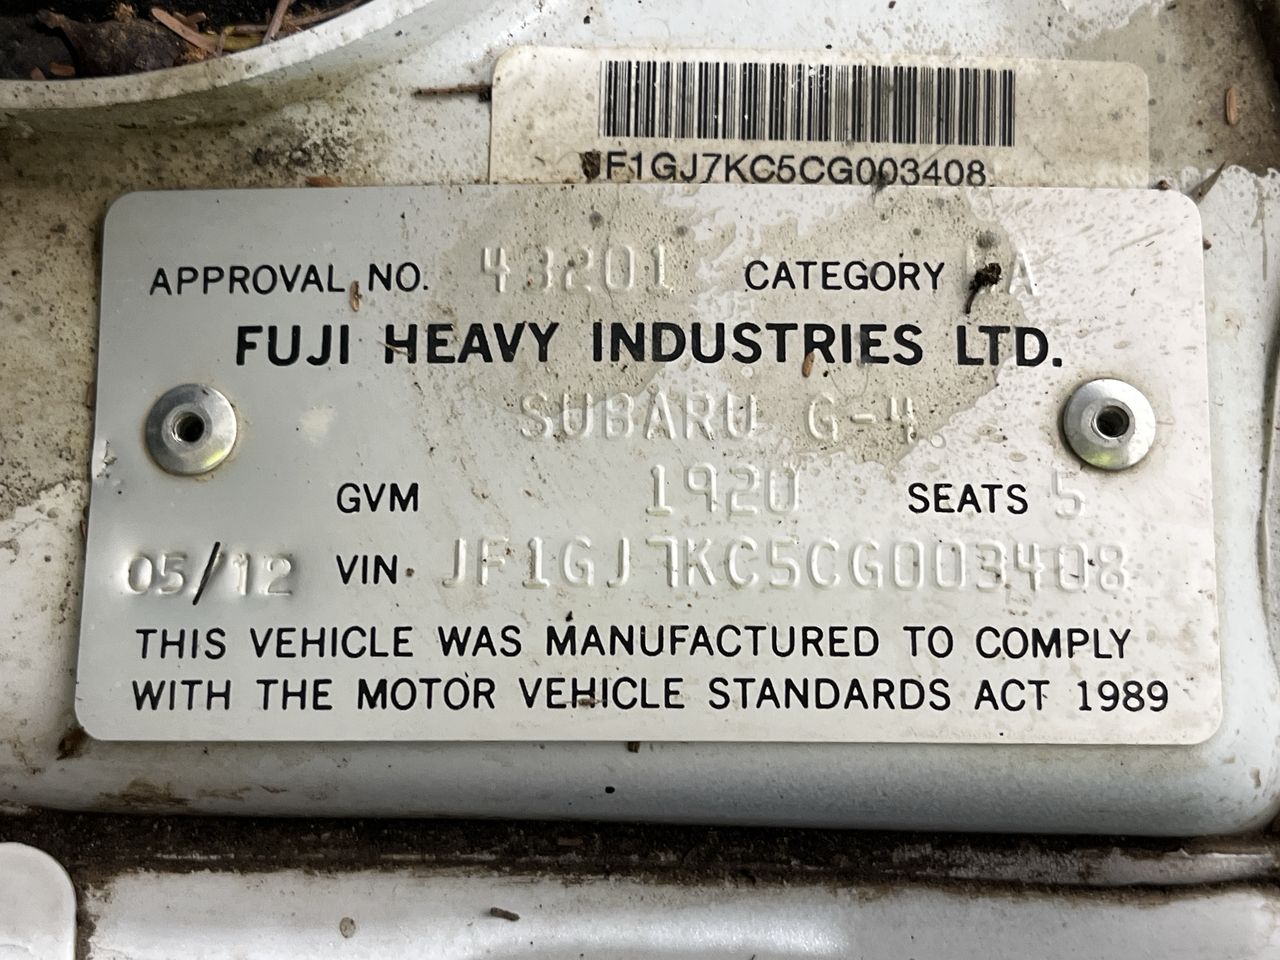 JF1GJ7KC5CG003408
APPROVAL NO. 43201 CATEGORY
FUJI HEAVY INDUSTRIES LTD.
SUBARU G-4.
GVM 1920 SEATS 5
05/12 VIN. JF1GJ7KC5CG003408
THIS VEHICLE WAS MANUFACTURED TO COMPLY
WITH THE MOTOR VEHICLE STANDARDS ACT 1989